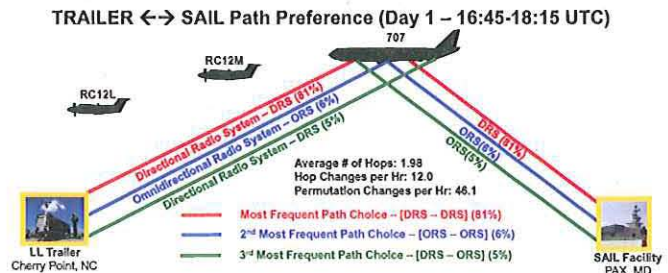 TRAILER ←→ SAIL Path Preference (Day 1 – 16:45-18:15 UTC)
707
RC12M
RC12L
Directional Radio System – DRS (81%)
Omnidirectional Radio System – ORS (6%)
Directional Radio System – DRS (5%)
DRS (81%)
ORS(6%)
ORS(5%)
Average # of Hops: 1.98
Hop Changes per Hr: 12.0
Permutation Changes per Hr: 46.1
Most Frequent Path Choice – [DRS – DRS] (81%)
2nd Most Frequent Path Choice – [ORS – ORS] (6%)
3rd Most Frequent Path Choice – [DRS – DRS] (5%)
LL Trailer
Cherry Point, NC
SAIL Facility
PAX, MD